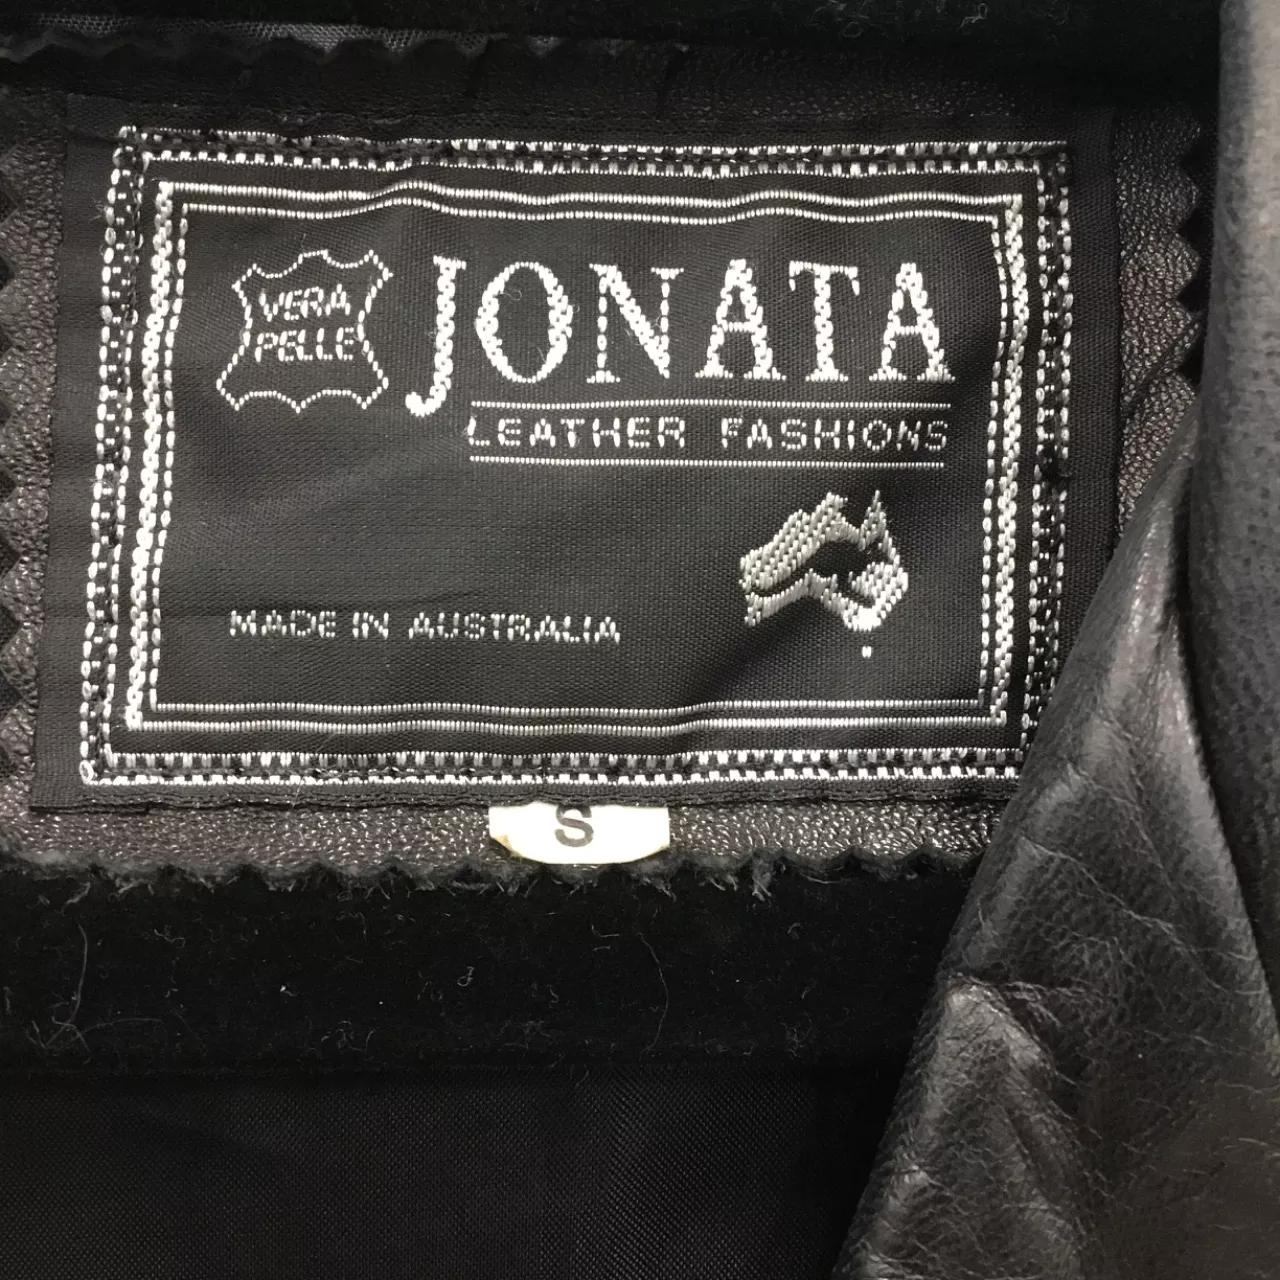 VERA
PELLE
JONATA
LEATHER FASHIONS
MADE IN AUSTRALIA
S